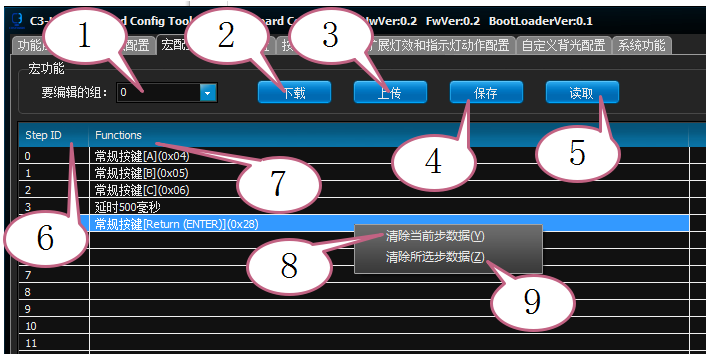 C3- Config Tool HwVer:0.2 FwVer:0.2 BootLoaderVer:0.1
功能 配置 宏配 按 扩展灯效和指示灯动作配置 自定义背光配置 系统功能
宏功能
要编辑的组: 0 下载 上传 保存 读取
1 2 3 4 5
Step ID Functions
0 常规按键[A](0x04)
1 常规按键[B](0x05)
2 常规按键[C](0x06)
3 延时500毫秒
常规按键[Return (ENTER)](0x28)
6 7
清除当前步数据(Y)
清除所选步数据(Z)
8 9
7
8
9
10
11